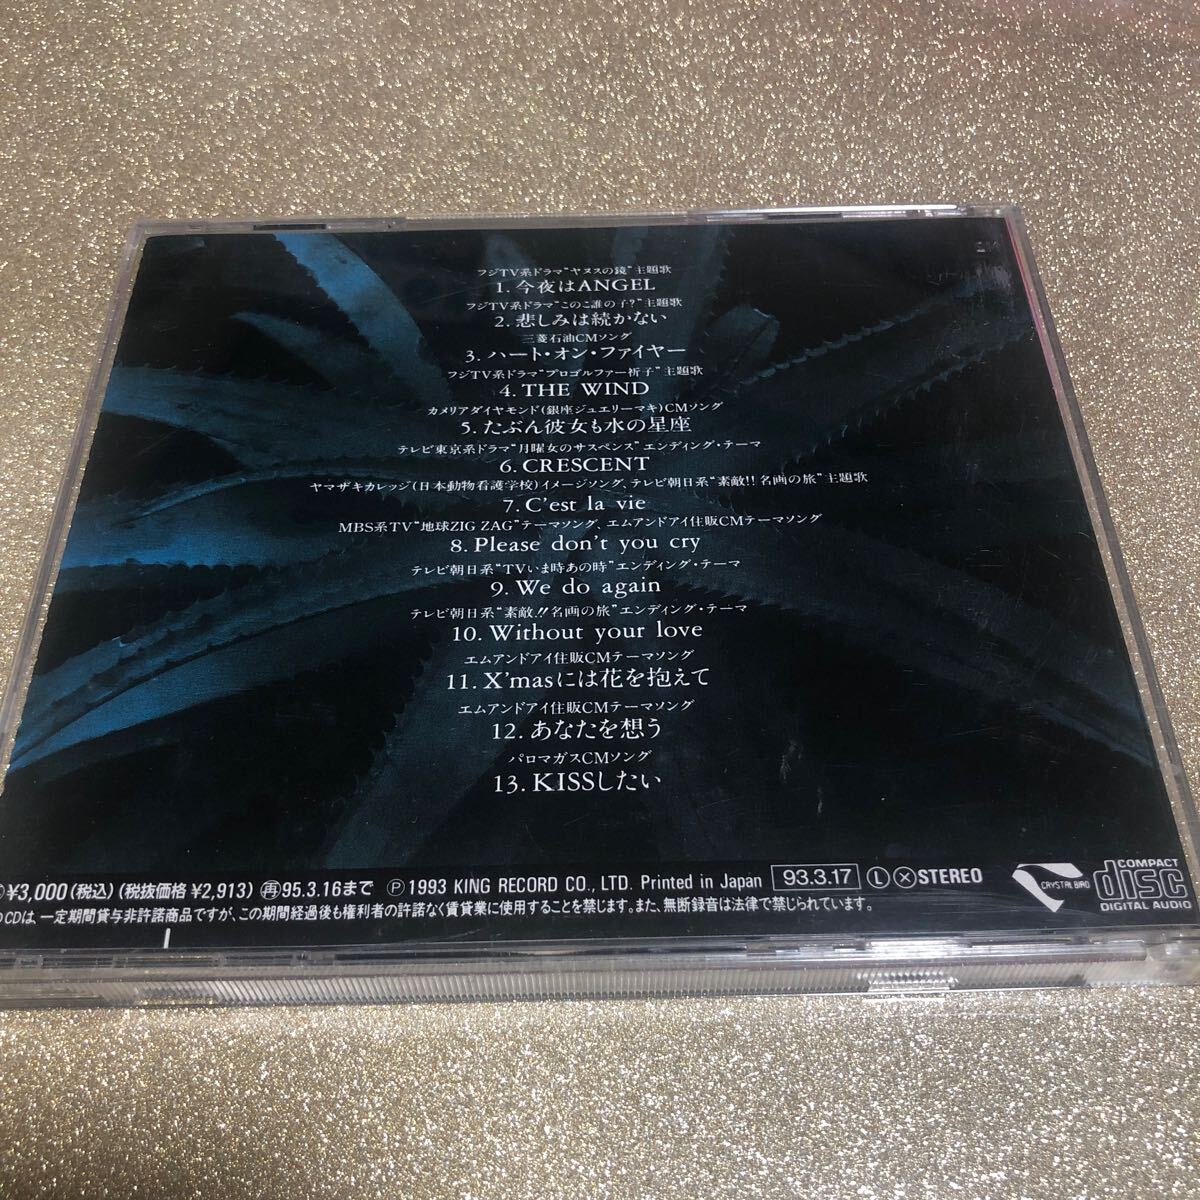 フジTV系ドラマ"ヤヌスの鏡"主題歌
1. 今夜はANGEL
フジTV系ドラマ"このこ誰の子?"主題歌
2. 悲しみは続かない
三菱石油CMソング
3. ハート・オン・ファイヤー
フジTV系ドラマ"プロゴルファー祈子"主題歌
4. THE WIND
カメリアダイヤモンド(銀座ジュエリーマキ)CMソング
5. たぶん彼女も水の星座
テレビ東京系ドラマ"月曜女のサスペンス"エンディング・テーマ
6. CRESCENT
ヤマザキカレッジ(日本動物看護学校)イメージソング、テレビ朝日系"素敵!!名画の旅"主題歌
7. C'est la vie
MBS系TV"地球ZIG ZAG"テーマソング、エムアンドアイ住販CMテーマソング
8. Please don't you cry
テレビ朝日系"TVいま時あの時"エンディング・テーマ
9. We do again
テレビ朝日系"素敵!!名画の旅"エンディング・テーマ
10. Without your love
エムアンドアイ住販CMテーマソング
11. X'masには花を抱えて
エムアンドアイ住販CMテーマソング
12. あなたを想う
パロマガスCMソング
13. KISSしたい
¥3,000(税込)(税抜価格¥2,913) 再95.3.16まで Ⓟ1993 KING RECORD CO., LTD. Printed in Japan 93.3.17 Ⓛ ⓧ STEREO
CDは、一定期間貸与非許諾商品ですが、この期間経過後も権利者の許諾なく賃貸業に使用することを禁じます。また、無断録音は法律で禁じられています。
CRYSTAL BIRD
COMPACT
disc
DIGITAL AUDIO